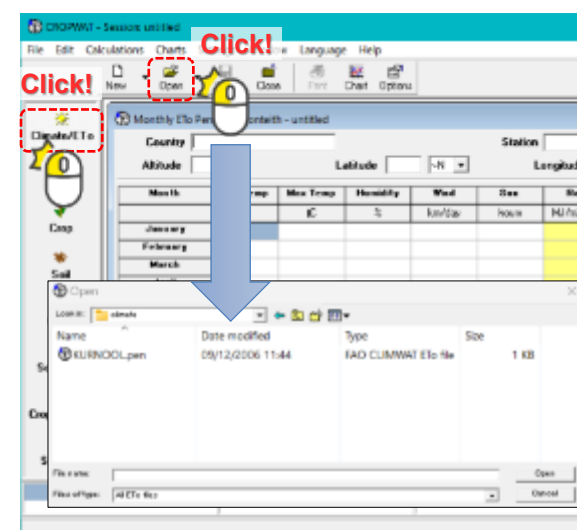 CROPWAT - Session: untitled
File Edit Calculations Charts Click! Language Help
Click! New Open Close Print Chart Options
Climate/ETo
Monthly ETo - untitled
Country Station
Altitude Latitude °N
Month Max Temp Humidity Wind Sun
°C % km/day hours
January
February
March
Crop
Soil
Open
Look in: climate
Name Date modified Type Size
KURNOOL.pen 09/12/2006 11:44 FAO CLIMWAT ETo file 1 KB
File name: Open
Files of type: All ETo files Cancel